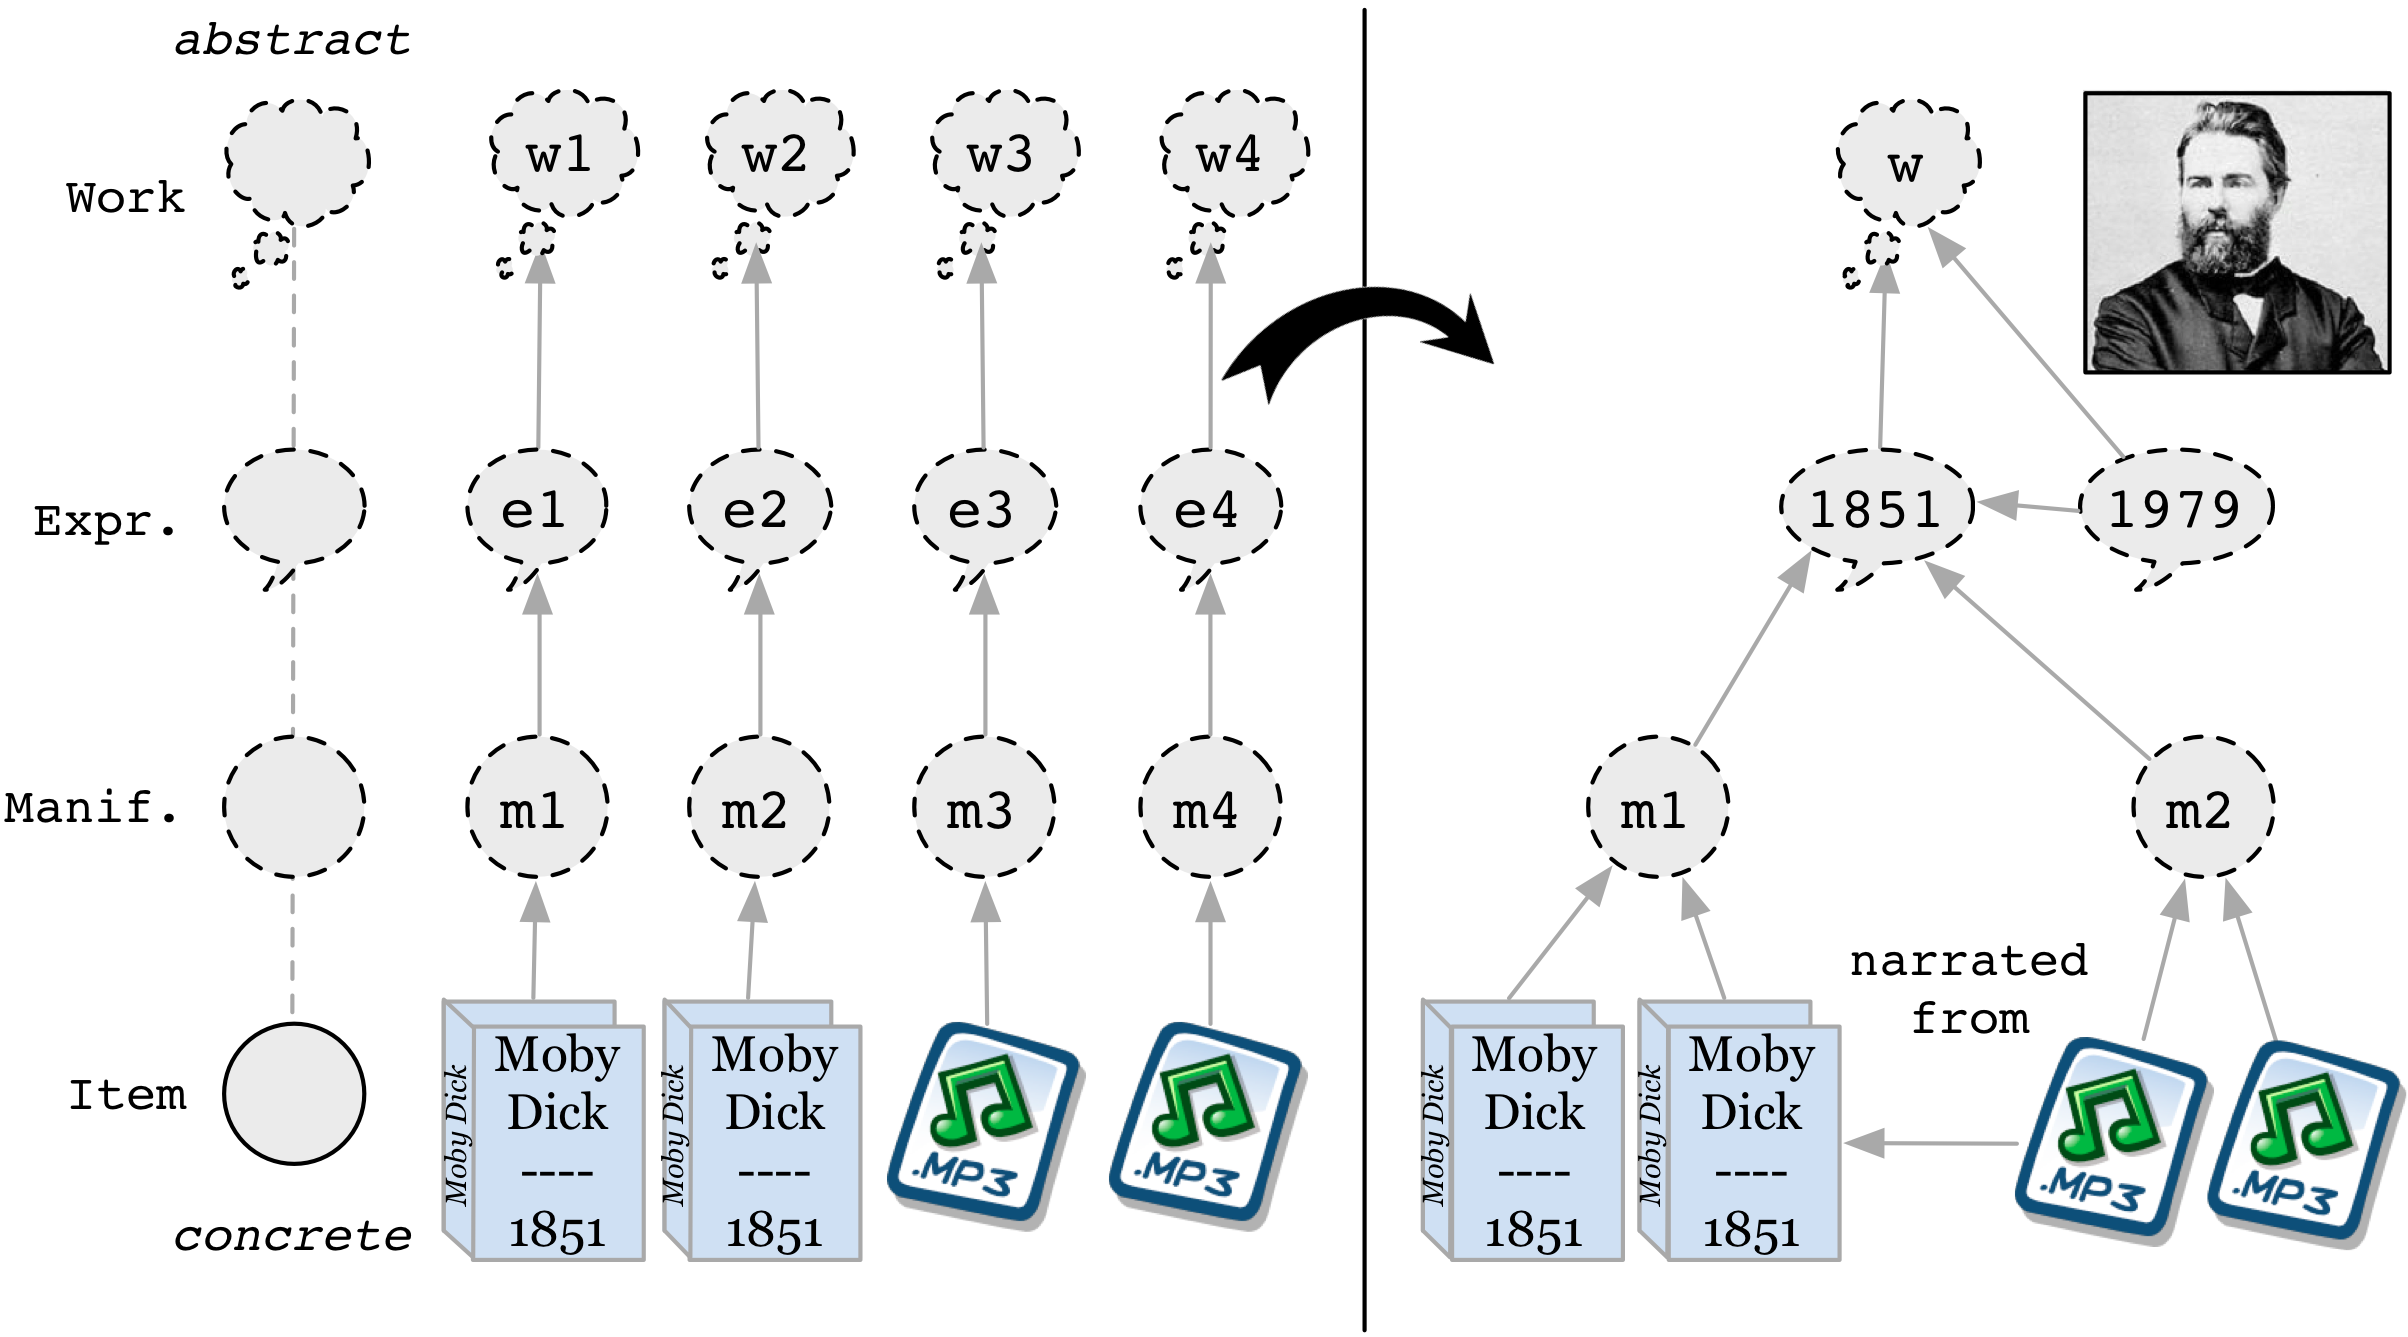 abstract
Work
w1 w2 w3 w4
w
Expr.
e1 e2 e3 e4
1851 1979
Manif.
m1 m2 m3 m4
m1 m2
narrated
from
Item
Moby Dick
Moby
Dick
----
1851
Moby Dick
Moby
Dick
----
1851
.MP3
.MP3
Moby Dick
Moby
Dick
----
1851
Moby Dick
Moby
Dick
----
1851
.MP3
.MP3
concrete